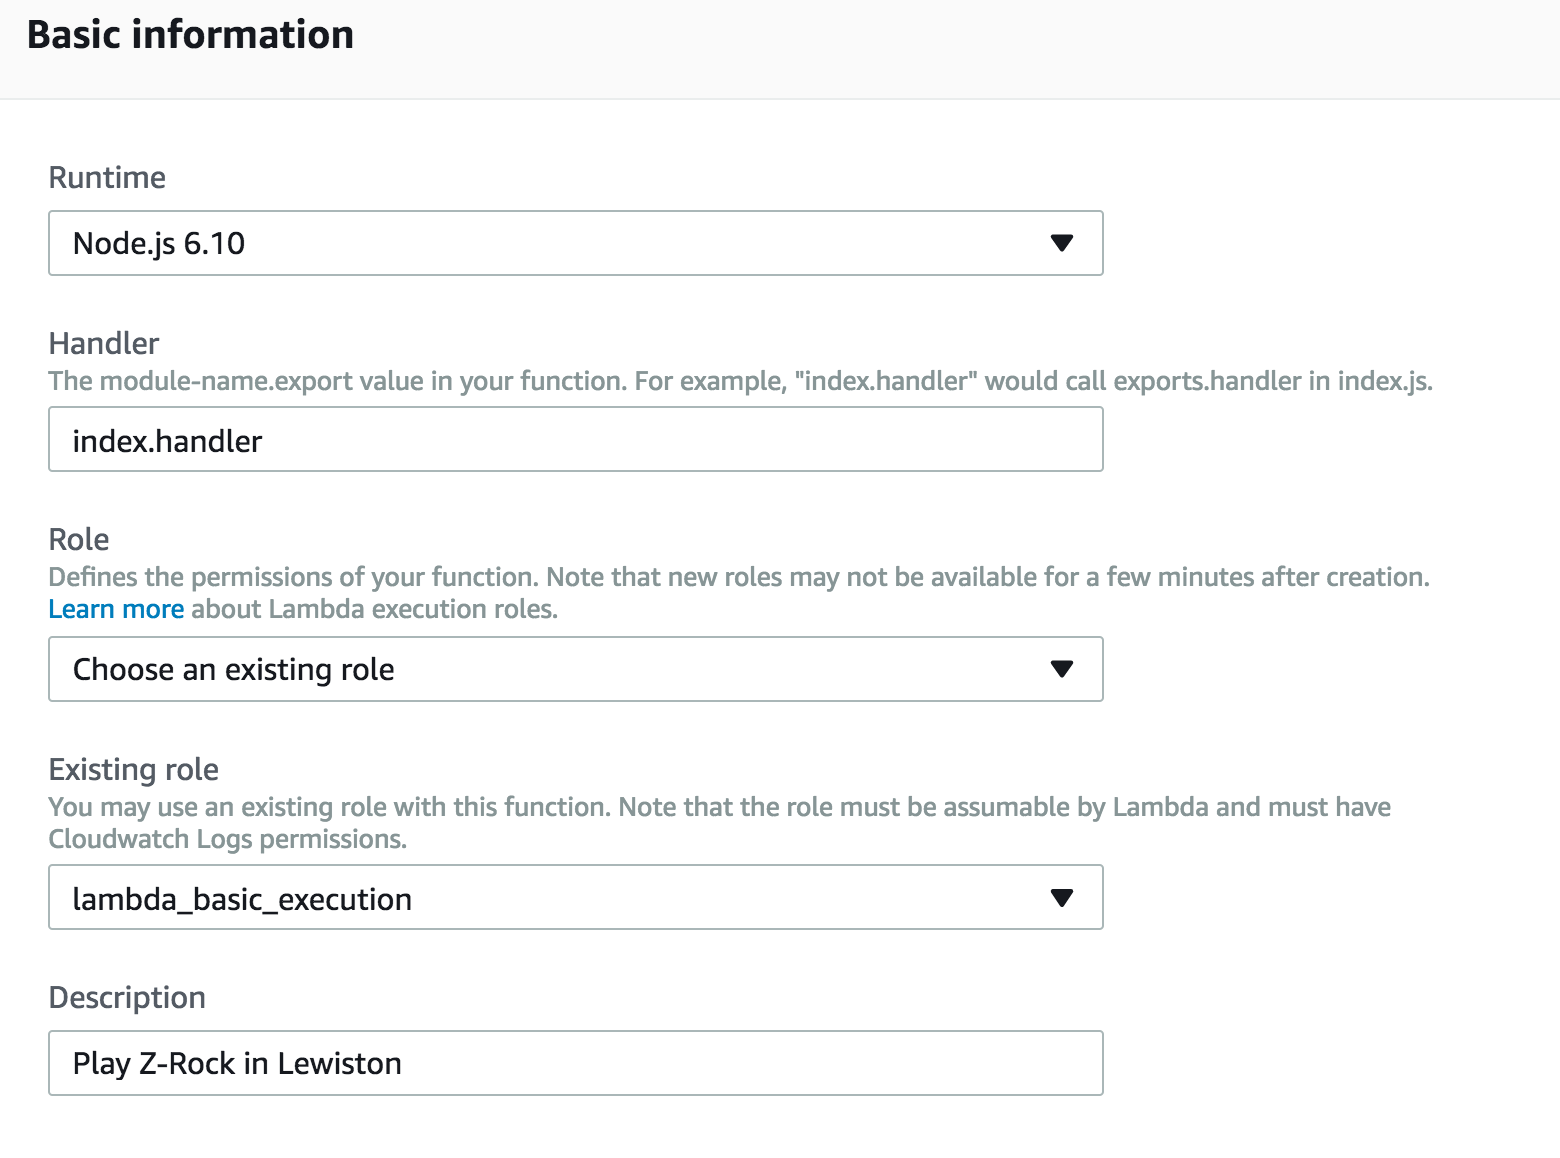 Basic information
Runtime
Node.js 6.10
Handler
The module-name.export value in your function. For example, "index.handler" would call exports.handler in index.js.
index.handler
Role
Defines the permissions of your function. Note that new roles may not be available for a few minutes after creation.
Learn more about Lambda execution roles.
Choose an existing role
Existing role
You may use an existing role with this function. Note that the role must be assumable by Lambda and must have
Cloudwatch Logs permissions.
lambda_basic_execution
Description
Play Z-Rock in Lewiston